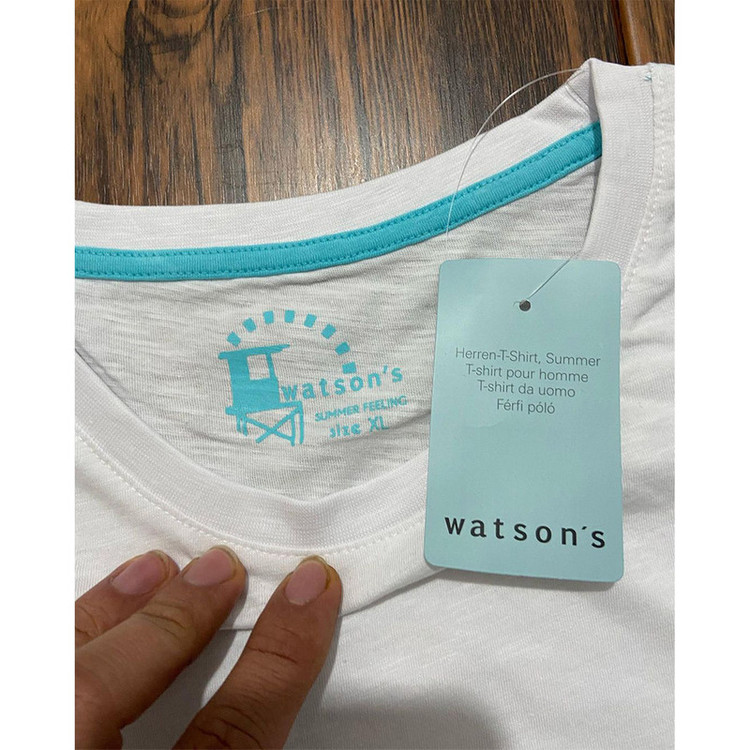 watson's
SUMMER FEELING
size XL
Herren-T-Shirt, Summer
T-shirt pour homme
T-shirt da uomo
Férfi póló
watson´s